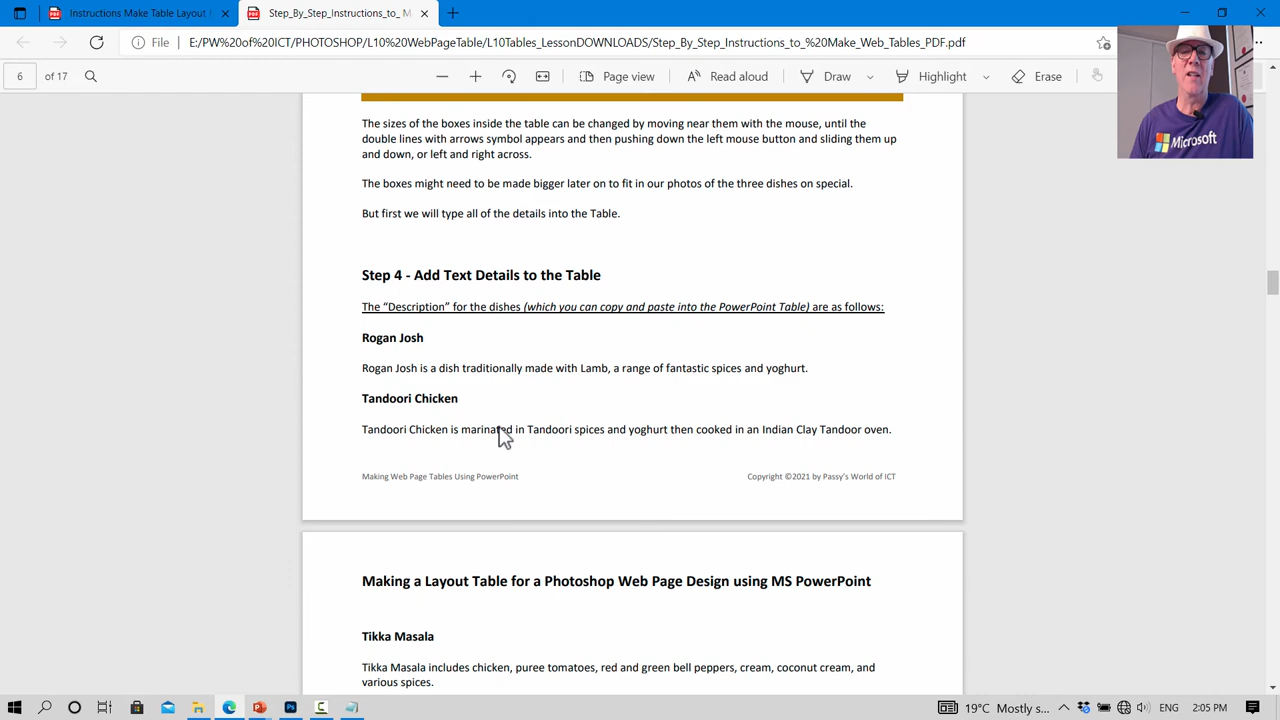 Instructions Make Table Layout
Step_By_Step_Instructions_to_ M
File
E:/PW%20of%20ICT/PHOTOSHOP/L10%20WebPageTable/L10Tables_LessonDOWNLOADS/Step_By_Step_Instructions_to_%20Make_Web_Tables_PDF.pdf
6 of 17
Page view
Read aloud
Draw
Highlight
Erase
Microsoft
The sizes of the boxes inside the table can be changed by moving near them with the mouse, until the
double lines with arrows symbol appears and then pushing down the left mouse button and sliding them up
and down, or left and right across.
The boxes might need to be made bigger later on to fit in our photos of the three dishes on special.
But first we will type all of the details into the Table.
Step 4 - Add Text Details to the Table
The “Description” for the dishes (which you can copy and paste into the PowerPoint Table) are as follows:
Rogan Josh
Rogan Josh is a dish traditionally made with Lamb, a range of fantastic spices and yoghurt.
Tandoori Chicken
Tandoori Chicken is marinated in Tandoori spices and yoghurt then cooked in an Indian Clay Tandoor oven.
Making Web Page Tables Using PowerPoint
Copyright ©2021 by Passy’s World of ICT
Making a Layout Table for a Photoshop Web Page Design using MS PowerPoint
Tikka Masala
Tikka Masala includes chicken, puree tomatoes, red and green bell peppers, cream, coconut cream, and
various spices.
19°C Mostly s...
ENG
2:05 PM